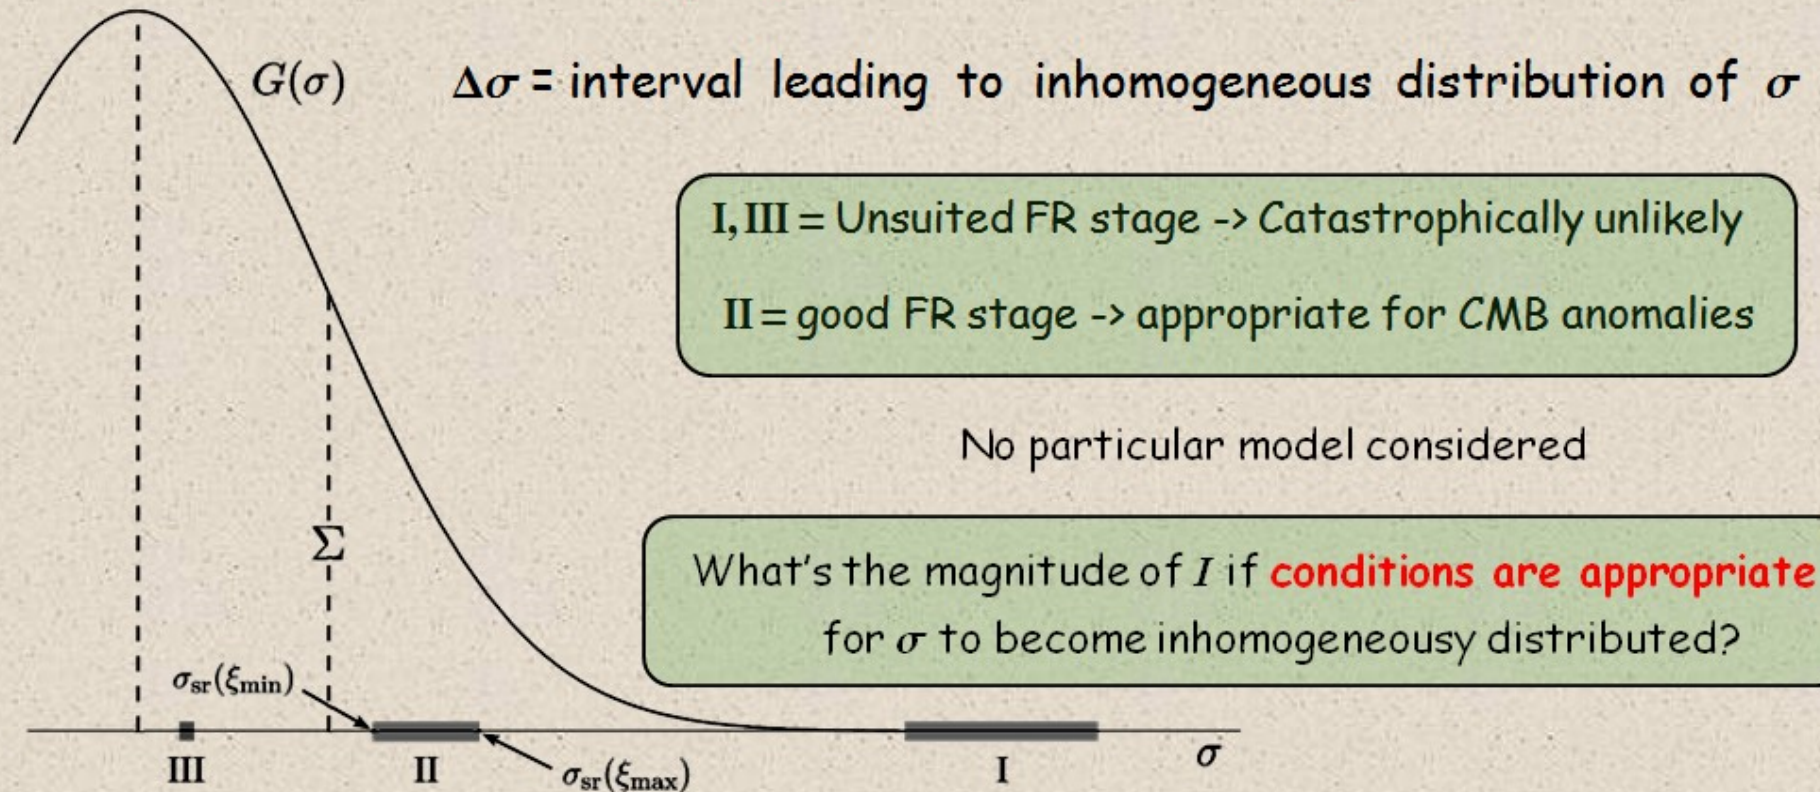 G(σ)
Δσ = interval leading to inhomogeneous distribution of σ
I, III = Unsuited FR stage -> Catastrophically unlikely
II = good FR stage -> appropriate for CMB anomalies
No particular model considered
What's the magnitude of I if conditions are appropriate
for σ to become inhomogeneousy distributed?
Σ
σsr(ξmin)
σsr(ξmax)
III
II
I
σ